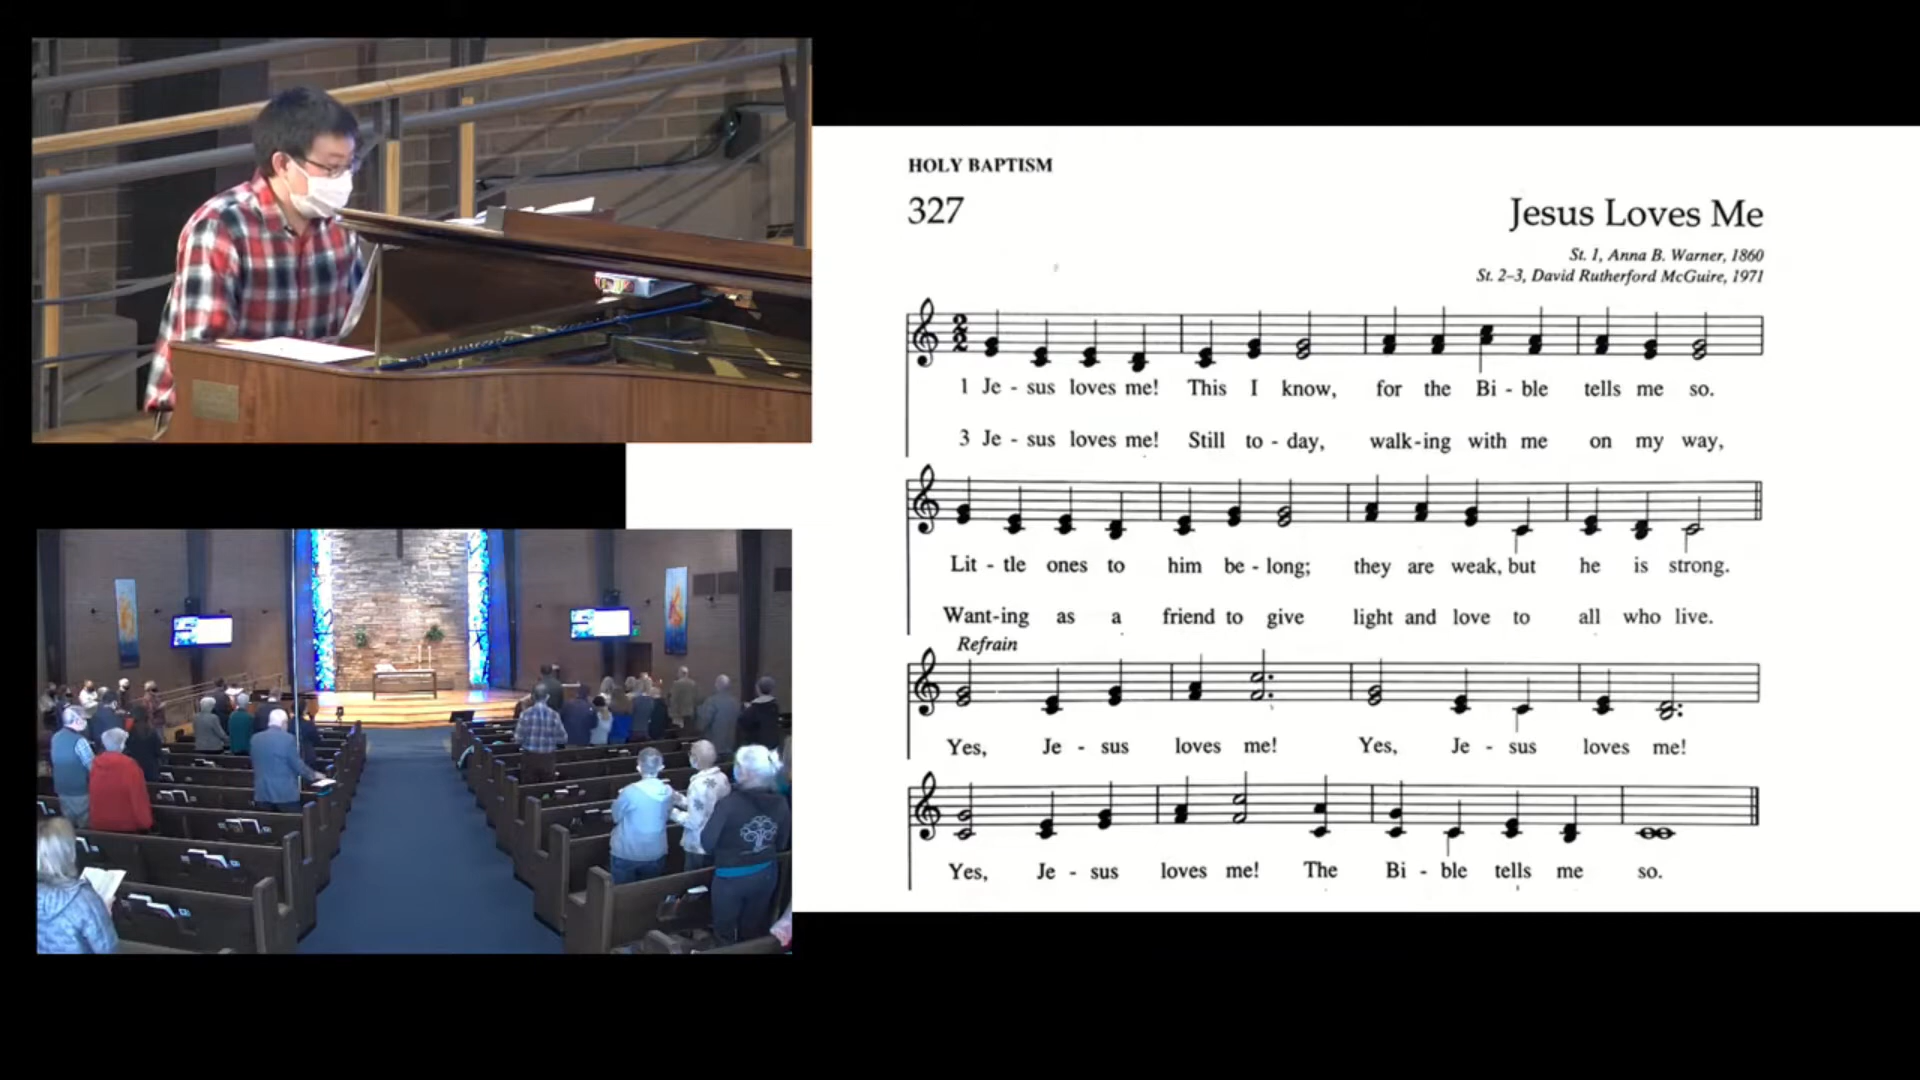 HOLY BAPTISM
327
Jesus Loves Me
St. 1, Anna B. Warner, 1860
St. 2–3, David Rutherford McGuire, 1971
1 Je - sus loves me! This I know, for the Bi - ble tells me so.
3 Je - sus loves me! Still to - day, walk-ing with me on my way,
Lit - tle ones to him be - long; they are weak, but he is strong.
Want-ing as a friend to give light and love to all who live.
Refrain
Yes, Je - sus loves me! Yes, Je - sus loves me!
Yes, Je - sus loves me! The Bi - ble tells me so.